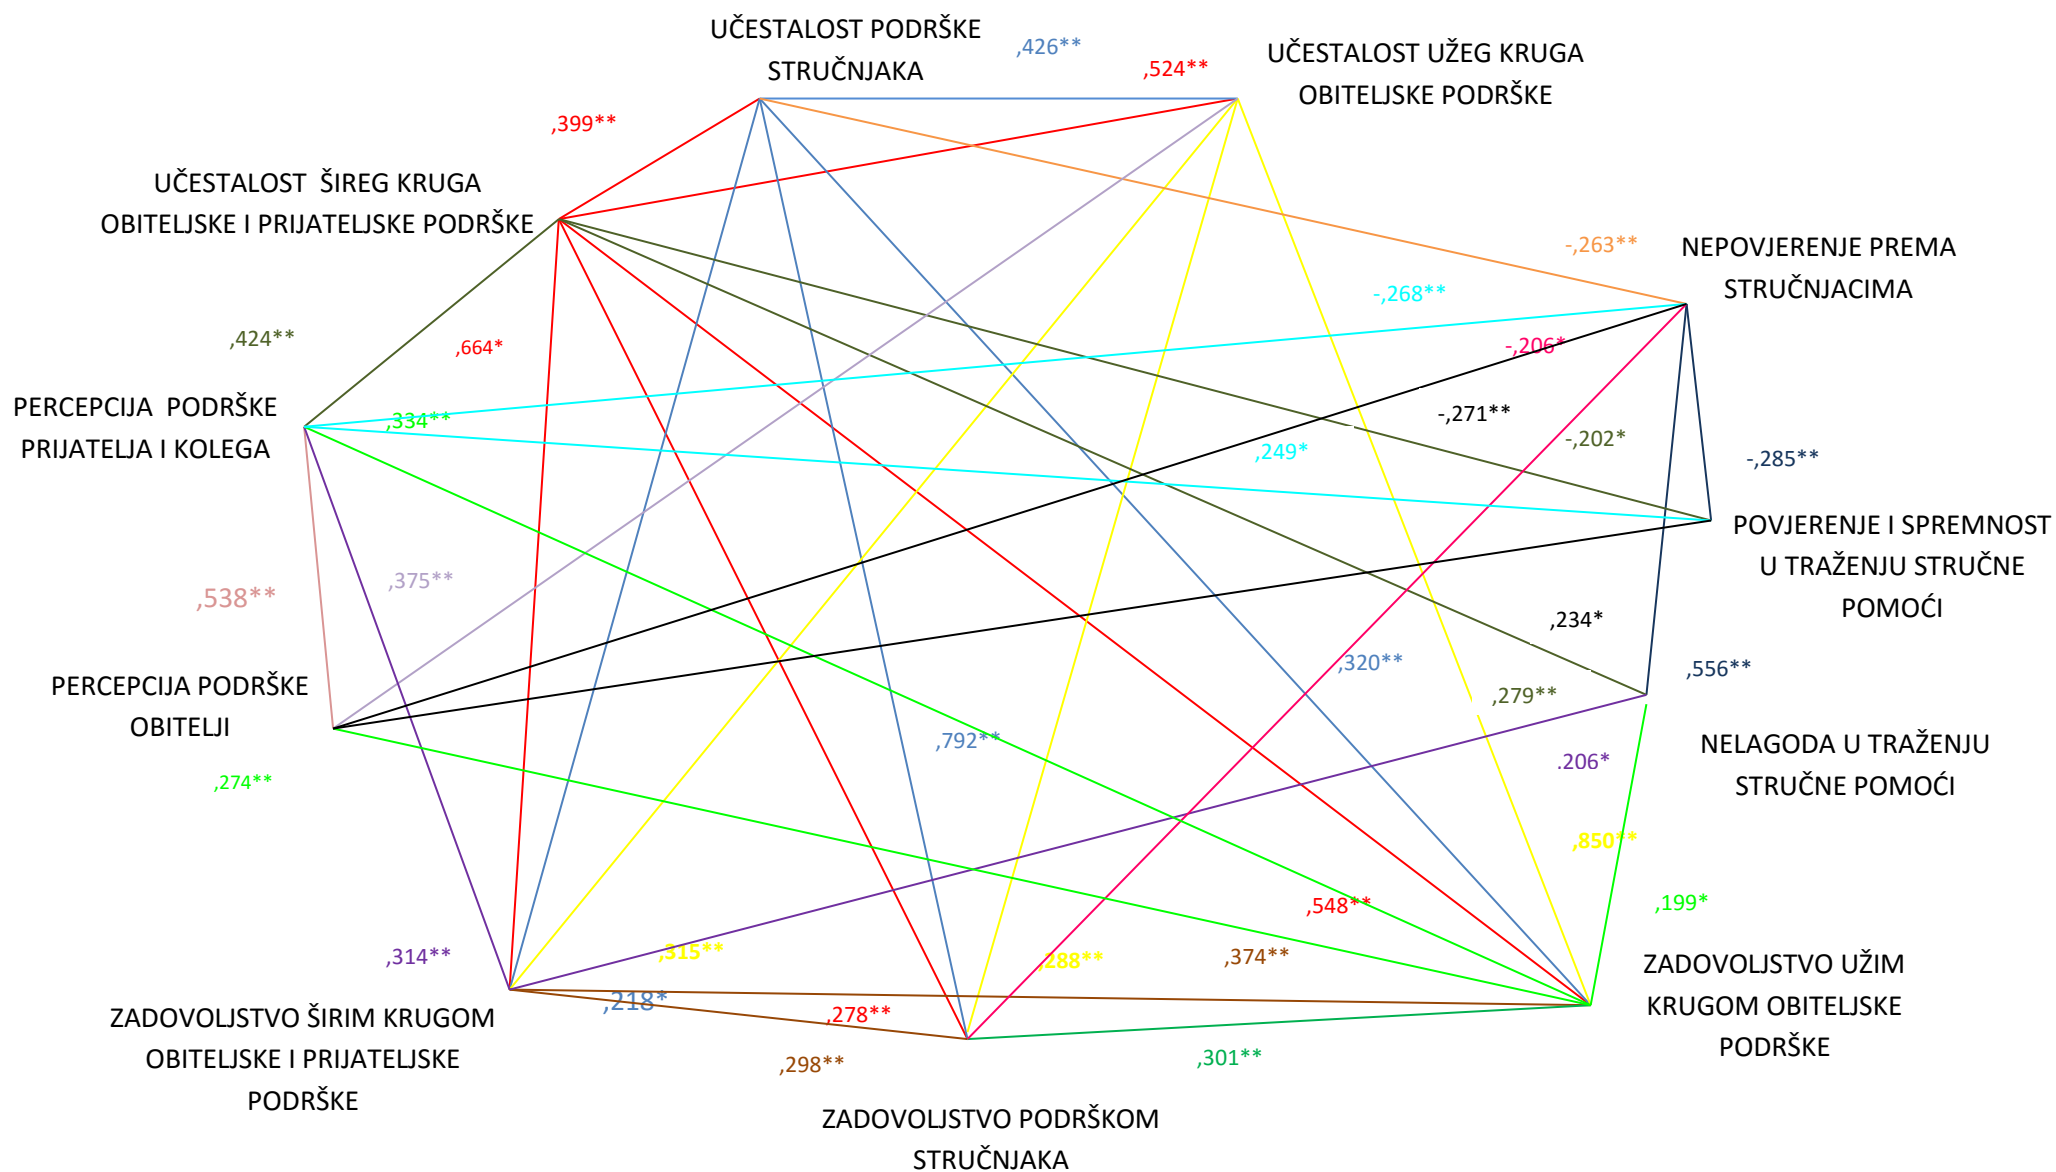 UČESTALOST PODRŠKE
STRUČNJAKA
,426**
,524**
UČESTALOST UŽEG KRUGA
OBITELJSKE PODRŠKE
,399**
UČESTALOST ŠIREG KRUGA
OBITELJSKE I PRIJATELJSKE PODRŠKE
-,263**
NEPOVJERENJE PREMA
STRUČNJACIMA
-,268**
,424**
,664*
-,206*
PERCEPCIJA PODRŠKE
PRIJATELJA I KOLEGA
,334**
-,271**
,249*
-,202*
-,285**
POVJERENJE I SPREMNOST
U TRAŽENJU STRUČNE
POMOĆI
,538**
,375**
,234*
,320**
,556**
,279**
PERCEPCIJA PODRŠKE
OBITELJI
,792**
.206*
NELAGODA U TRAŽENJU
STRUČNE POMOĆI
,274**
,850**
,548**
,199*
,314**
,315**
,288**
,374**
ZADOVOLJSTVO UŽIM
KRUGOM OBITELJSKE
PODRŠKE
,218*
,278**
ZADOVOLJSTVO ŠIRIM KRUGOM
OBITELJSKE I PRIJATELJSKE
PODRŠKE
,298**
,301**
ZADOVOLJSTVO PODRŠKOM
STRUČNJAKA